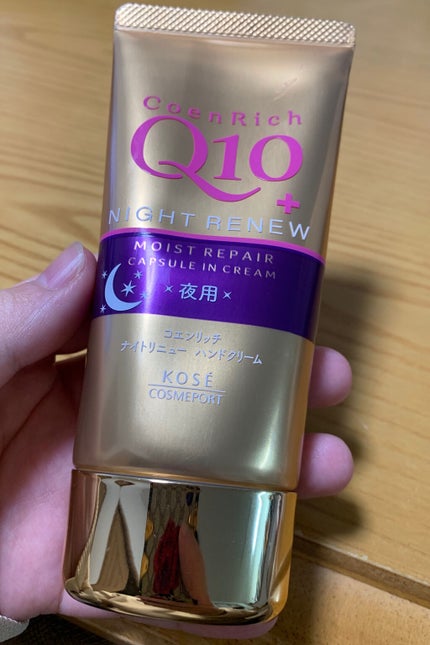 CoenRich
Q10
+
NIGHT RENEW
MOIST REPAIR
CAPSULE IN CREAM
夜用
コエンリッチ
ナイトリニュー ハンドクリーム
KOSÉ
COSMEPORT